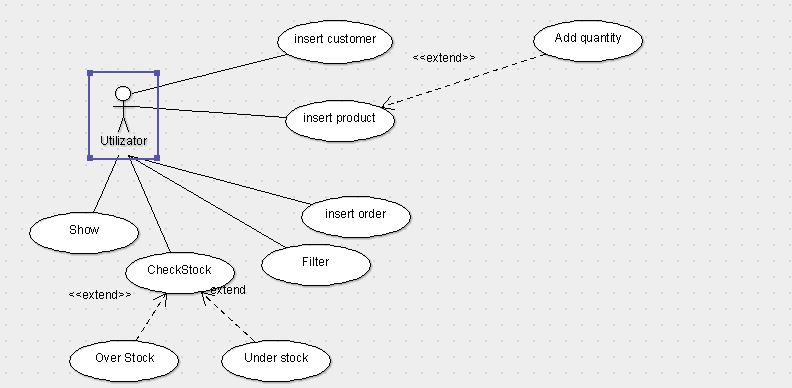 insert customer
Add quantity
<<extend>>
insert product
Utilizator
insert order
Show
Filter
CheckStock
<<extend>>
extend
Over Stock
Under stock